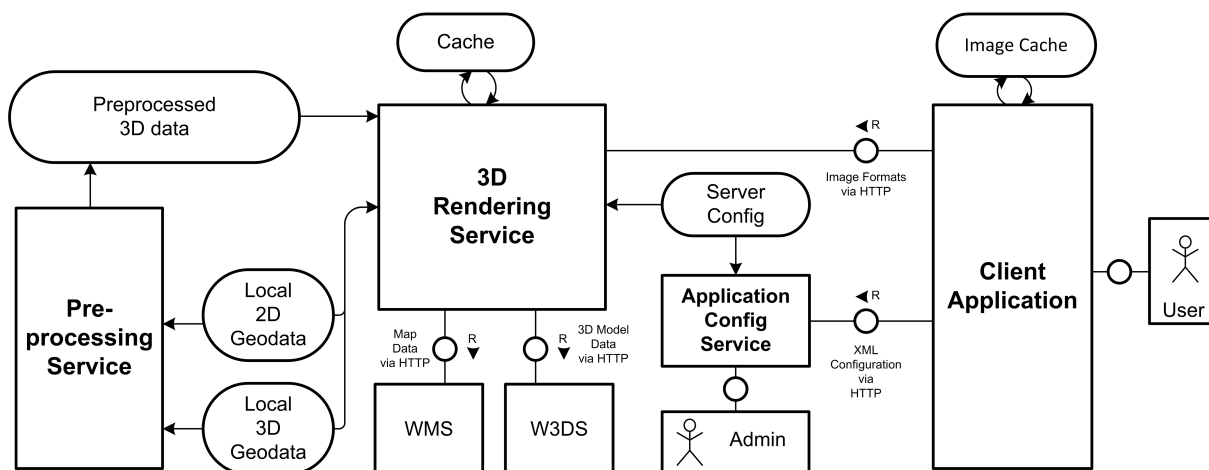 Cache
Image Cache
Preprocessed
3D data
R
Image Formats
via HTTP
3D
Rendering
Service
Server
Config
Client
Application
User
Pre-
processing
Service
Local
2D
Geodata
Application
Config
Service
R
XML
Configuration
via
HTTP
Map
Data
via HTTP
R
R
3D Model
Data
via HTTP
Local
3D
Geodata
WMS
W3DS
Admin